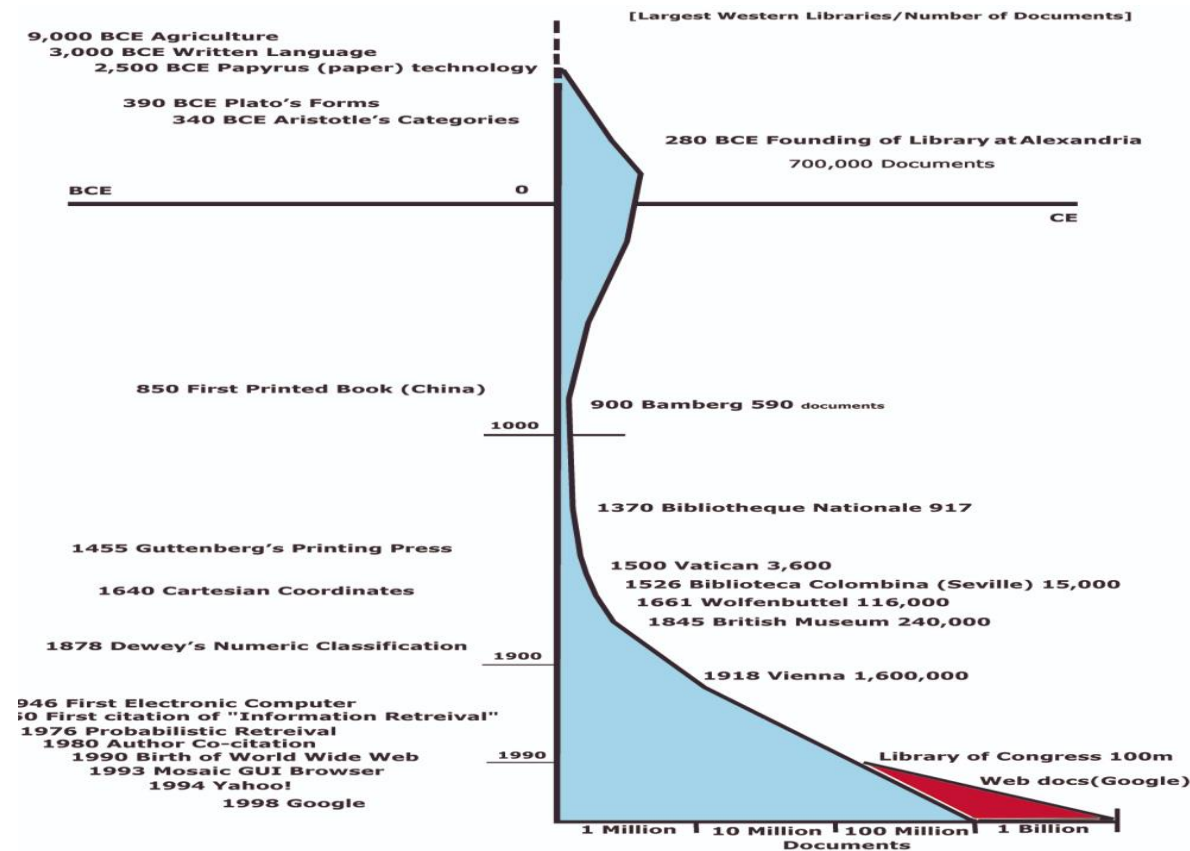 [Largest Western Libraries/Number of Documents]
9,000 BCE Agriculture
3,000 BCE Written Language
2,500 BCE Papyrus (paper) technology
390 BCE Plato's Forms
340 BCE Aristotle's Categories
280 BCE Founding of Library at Alexandria
700,000 Documents
BCE
0
CE
850 First Printed Book (China)
900 Bamberg 590 documents
1000
1370 Bibliotheque Nationale 917
1455 Guttenberg's Printing Press
1500 Vatican 3,600
1526 Biblioteca Colombina (Seville) 15,000
1640 Cartesian Coordinates
1661 Wolfenbuttel 116,000
1845 British Museum 240,000
1878 Dewey's Numeric Classification
1900
1918 Vienna 1,600,000
946 First Electronic Computer
50 First citation of "Information Retreival"
1976 Probabilistic Retreival
1980 Author Co-citation
1990 Birth of World Wide Web
1990
Library of Congress 100m
1993 Mosaic GUI Browser
Web docs(Google)
1994 Yahoo!
1998 Google
1 Million
10 Million
100 Million
1 Billion
Documents